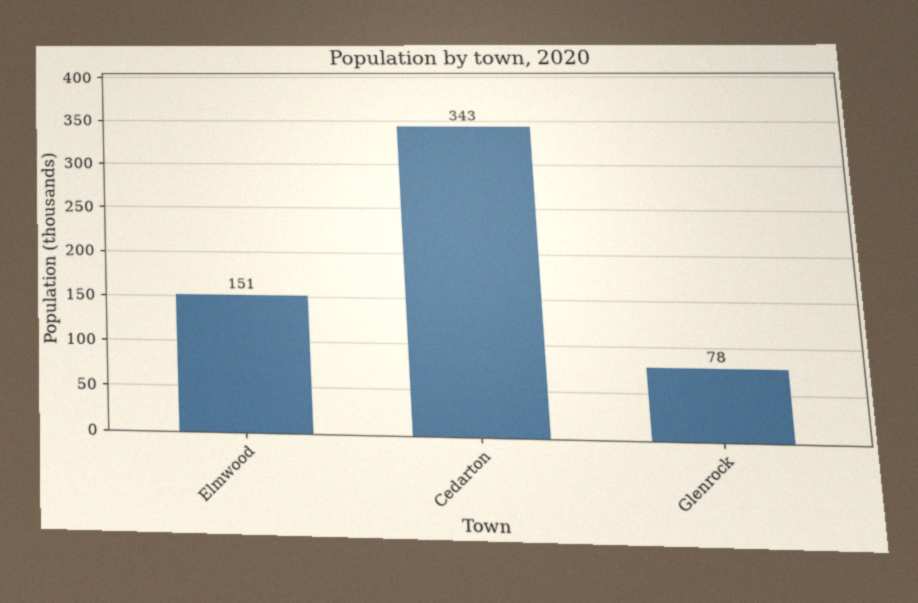 Population by town, 2020
Population (thousands)
400
350
300
250
200
150
100
50
0
151
343
78
Elmwood
Cedarton
Glenrock
Town